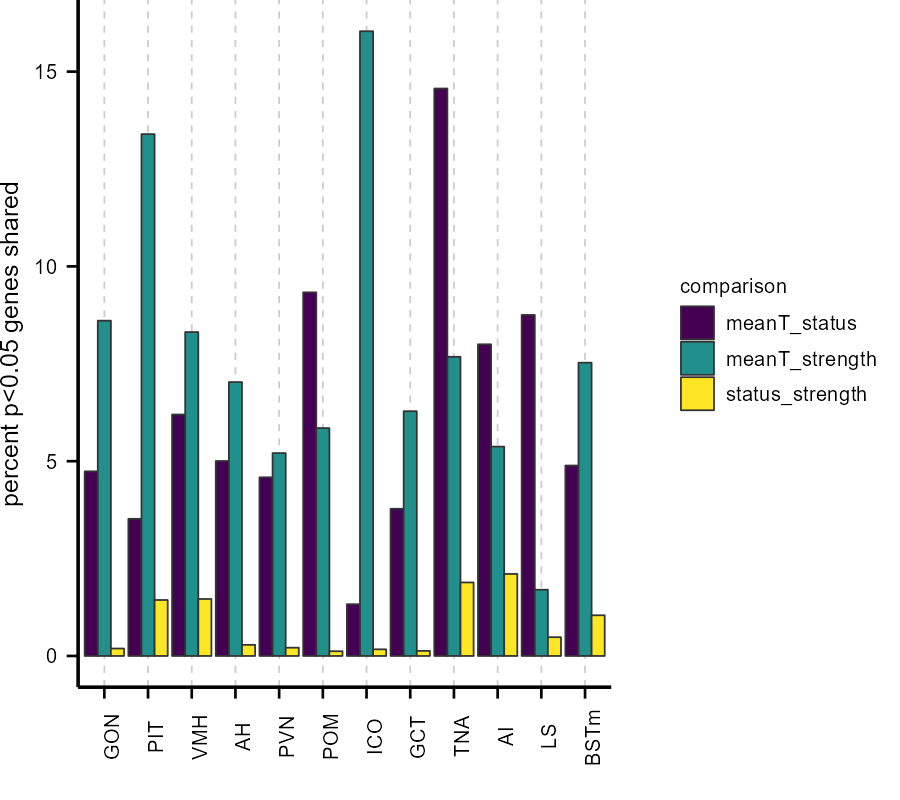 percent p<0.05 genes shared
15
10
5
0
GON
PIT
VMH
AH
PVN
POM
ICO
GCT
TNA
AI
LS
BSTm
comparison
meanT_status
meanT_strength
status_strength